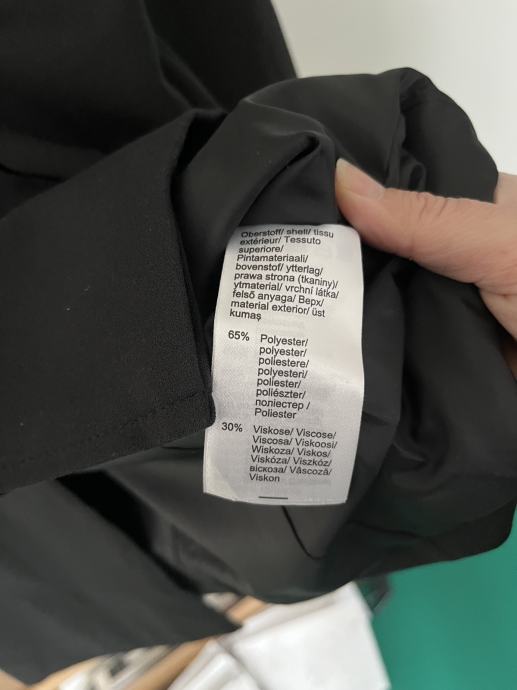 Oberstoff/ shell/ tissu
extérieur/ Tessuto
superiore/
Pintamateriaali/
bovenstof/ ytterlag/
prawa strona (tkaniny)/
ytmaterial/ vrchní látka/
felső anyaga/ Верх/
material exterior/ üst
kumaş
65% Polyester/
polyester/
poliestere/
polyesteri/
poliester/
poliészter/
поліестер /
Poliester
30% Viskose/ Viscose/
Viscosa/ Viskoosi/
Wiskoza/ Viskos/
Viskóza/ Viszkóz/
віскоза/ Vâscoză/
Viskon